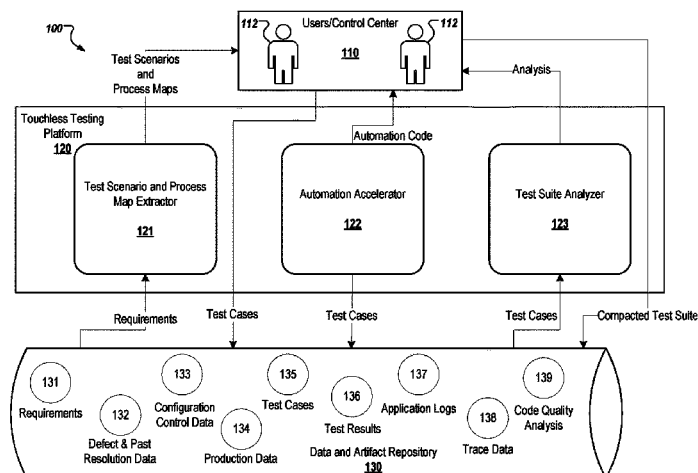 100
112
Users/Control Center
112
110
Test Scenarios
and
Process Maps
Analysis
Touchless Testing
Platform
120
Automation Code
Test Scenario and Process
Map Extractor
121
Automation Accelerator
122
Test Suite Analyzer
123
Requirements
Test Cases
Test Cases
Test Cases
Compacted Test Suite
131
Requirements
132
Defect & Past
Resolution Data
133
Configuration
Control Data
134
Production Data
135
Test Cases
136
Test Results
137
Application Logs
138
Trace Data
139
Code Quality
Analysis
Data and Artifact Repository
130